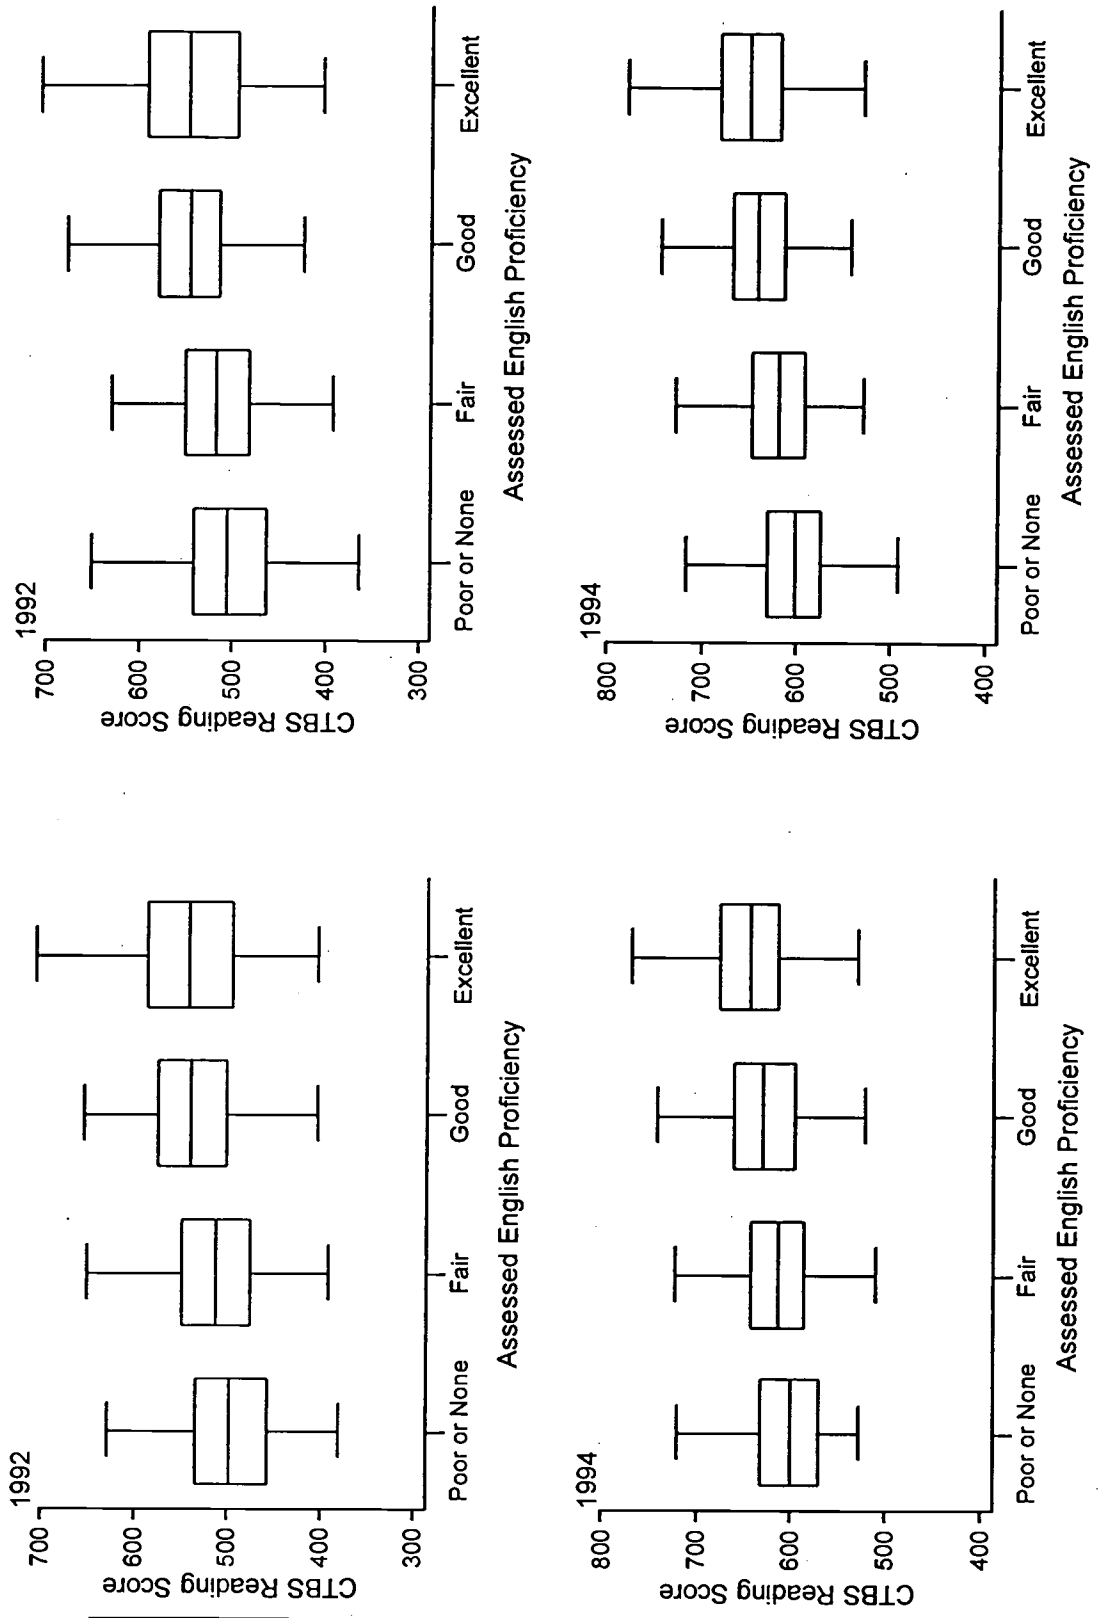 1992
CTBS Reading Score
700
600
500
400
300
Poor or None
Fair
Good
Excellent
Assessed English Proficiency
1992
CTBS Reading Score
700
600
500
400
300
Poor or None
Fair
Good
Excellent
Assessed English Proficiency
1994
CTBS Reading Score
800
700
600
500
400
Poor or None
Fair
Good
Excellent
Assessed English Proficiency
1994
CTBS Reading Score
800
700
600
500
400
Poor or None
Fair
Good
Excellent
Assessed English Proficiency